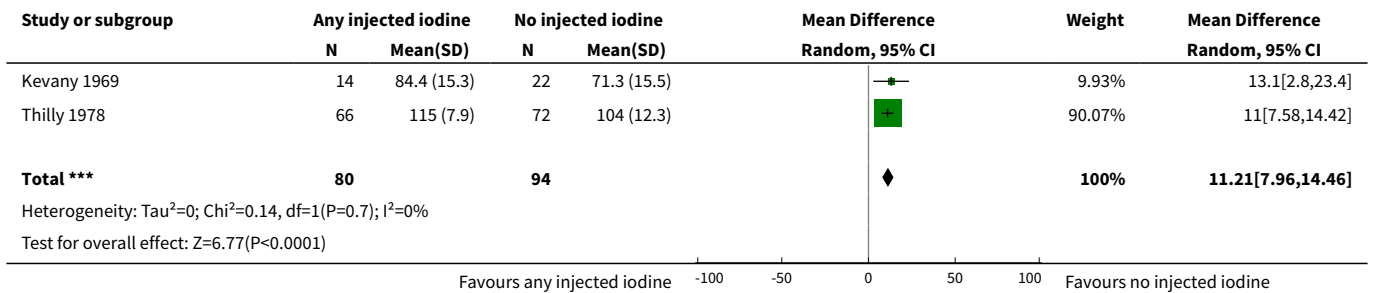 Study or subgroup Any injected iodine No injected iodine Mean Difference Weight Mean Difference
N Mean(SD) N Mean(SD) Random, 95% CI Random, 95% CI
Kevany 1969 14 84.4 (15.3) 22 71.3 (15.5) 9.93% 13.1[2.8,23.4]
Thilly 1978 66 115 (7.9) 72 104 (12.3) 90.07% 11[7.58,14.42]
Total *** 80 94 100% 11.21[7.96,14.46]
Heterogeneity: Tau²=0; Chi²=0.14, df=1(P=0.7); I²=0%
Test for overall effect: Z=6.77(P<0.0001)
Favours any injected iodine -100 -50 0 50 100 Favours no injected iodine